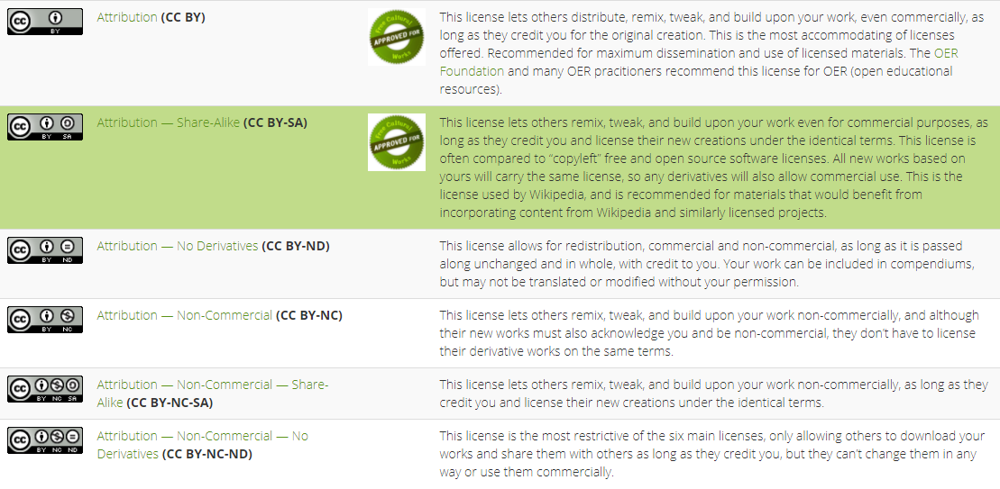 BY
Attribution (CC BY)
Free Cultural
APPROVED FOR
Works
This license lets others distribute, remix, tweak, and build upon your work, even commercially, as
long as they credit you for the original creation. This is the most accommodating of licenses
offered. Recommended for maximum dissemination and use of licensed materials. The OER
Foundation and many OER pracitioners recommend this license for OER (open educational
resources).
BY SA
Attribution — Share-Alike (CC BY-SA)
Free Cultural
APPROVED FOR
Works
This license lets others remix, tweak, and build upon your work even for commercial purposes, as
long as they credit you and license their new creations under the identical terms. This license is
often compared to “copyleft” free and open source software licenses. All new works based on
yours will carry the same license, so any derivatives will also allow commercial use. This is the
license used by Wikipedia, and is recommended for materials that would benefit from
incorporating content from Wikipedia and similarly licensed projects.
BY ND
Attribution — No Derivatives (CC BY-ND)
This license allows for redistribution, commercial and non-commercial, as long as it is passed
along unchanged and in whole, with credit to you. Your work can be included in compendiums,
but may not be translated or modified without your permission.
BY NC
Attribution — Non-Commercial (CC BY-NC)
This license lets others remix, tweak, and build upon your work non-commercially, and although
their new works must also acknowledge you and be non-commercial, they don’t have to license
their derivative works on the same terms.
BY NC SA
Attribution — Non-Commercial — Share-
Alike (CC BY-NC-SA)
This license lets others remix, tweak, and build upon your work non-commercially, as long as they
credit you and license their new creations under the identical terms.
BY NC ND
Attribution — Non-Commercial — No
Derivatives (CC BY-NC-ND)
This license is the most restrictive of the six main licenses, only allowing others to download your
works and share them with others as long as they credit you, but they can’t change them in any
way or use them commercially.